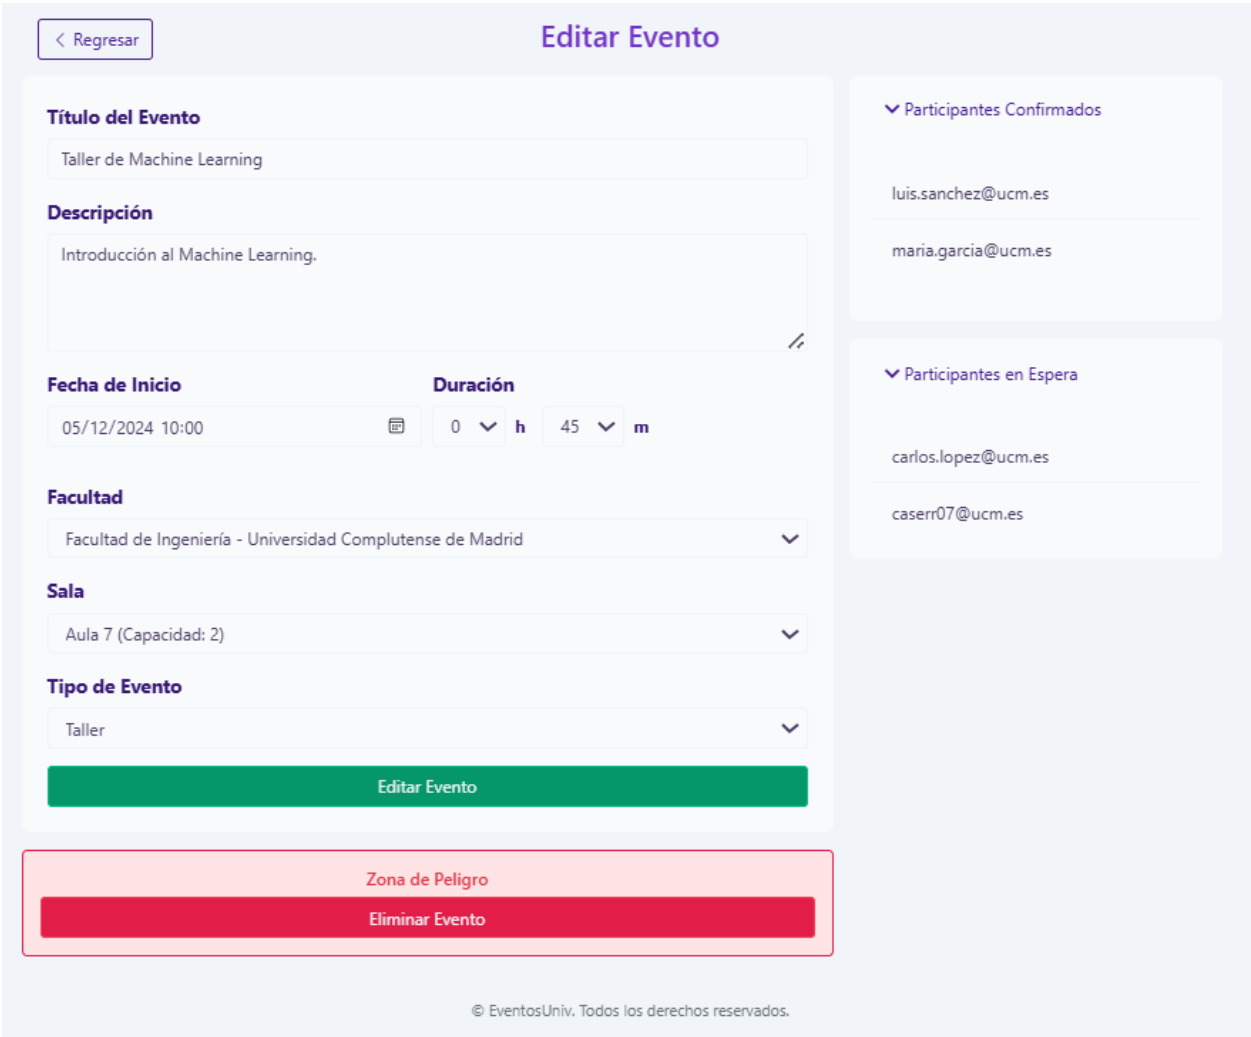 Regresar
Editar Evento
Título del Evento
Taller de Machine Learning
Descripción
Introducción al Machine Learning.
Fecha de Inicio
Duración
05/12/2024 10:00
0 h 45 m
Facultad
Facultad de Ingeniería - Universidad Complutense de Madrid
Sala
Aula 7 (Capacidad: 2)
Tipo de Evento
Taller
Editar Evento
Zona de Peligro
Eliminar Evento
Participantes Confirmados
luis.sanchez@ucm.es
maria.garcia@ucm.es
Participantes en Espera
carlos.lopez@ucm.es
caserr07@ucm.es
© EventosUniv. Todos los derechos reservados.